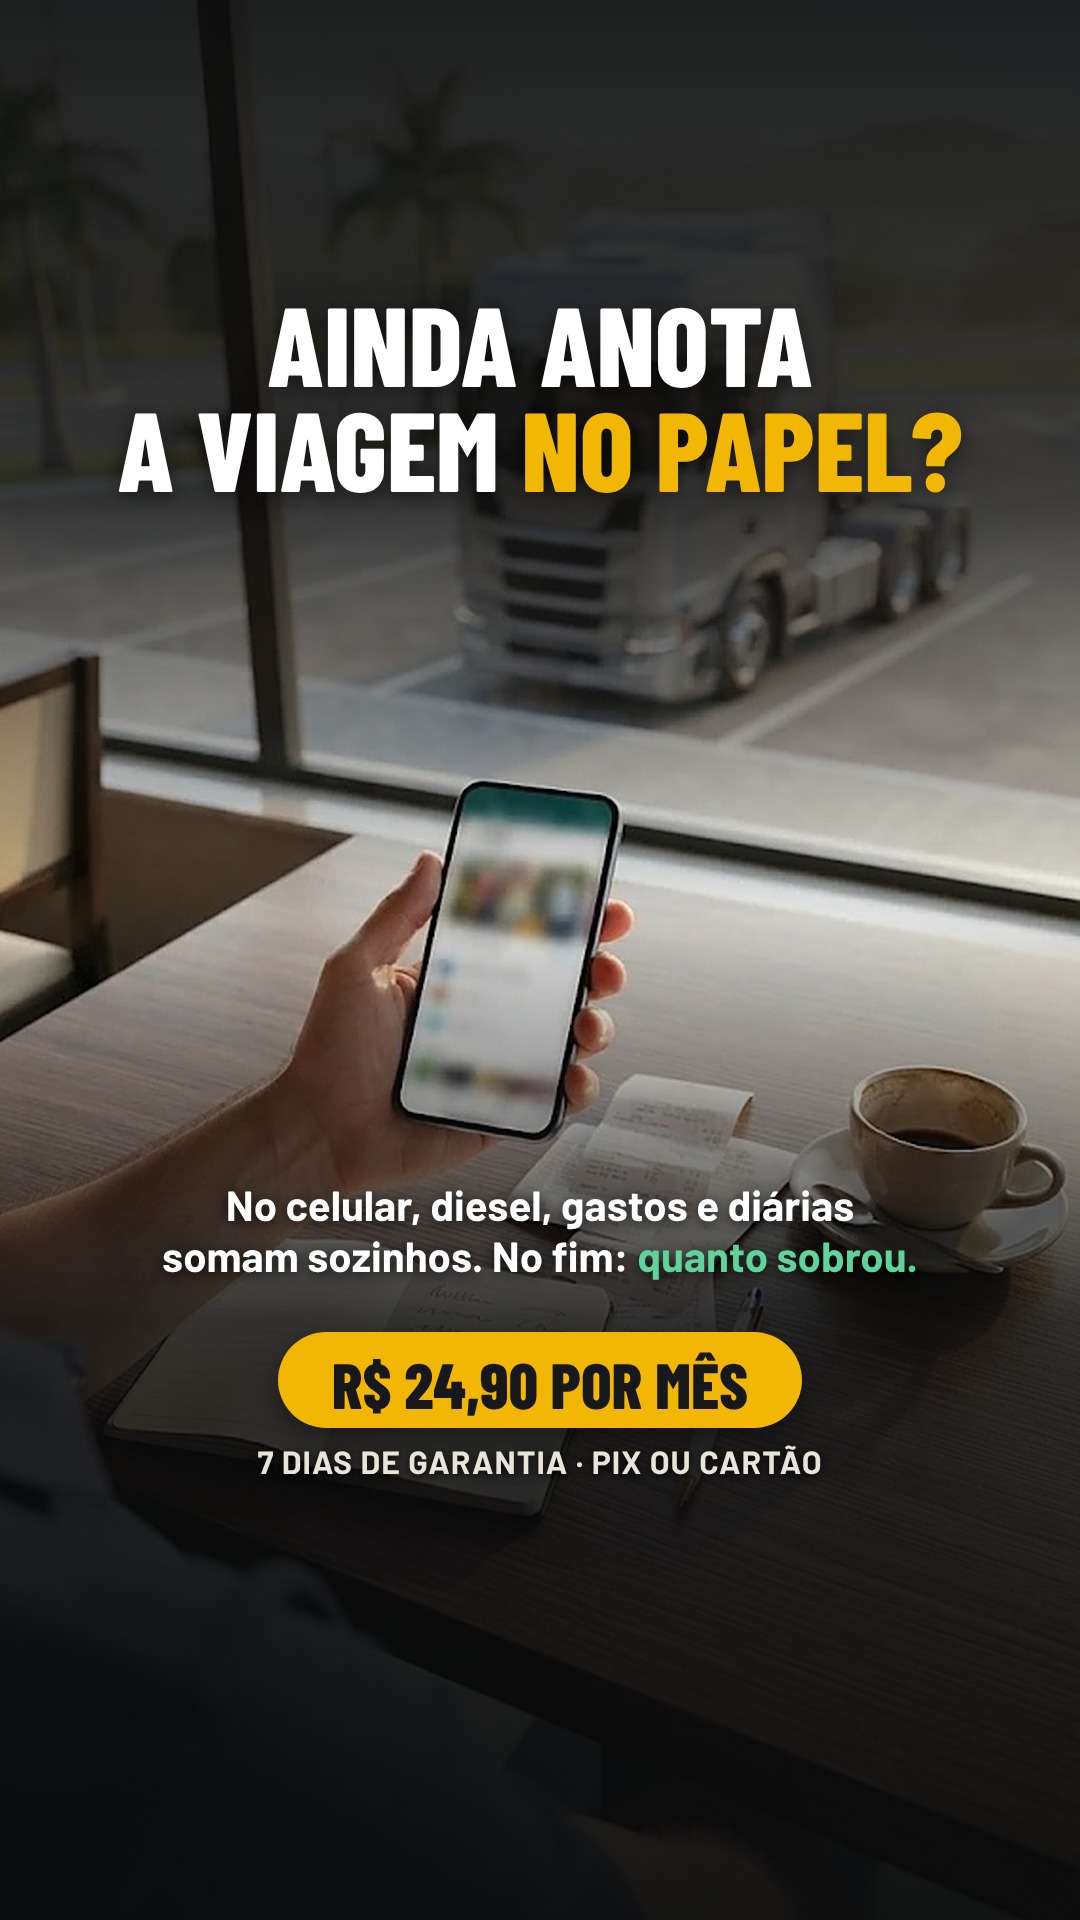 AINDA ANOTA
A VIAGEM NO PAPEL?
No celular, diesel, gastos e diárias
somam sozinhos. No fim: quanto sobrou.
R$ 24,90 POR MÊS
7 DIAS DE GARANTIA · PIX OU CARTÃO